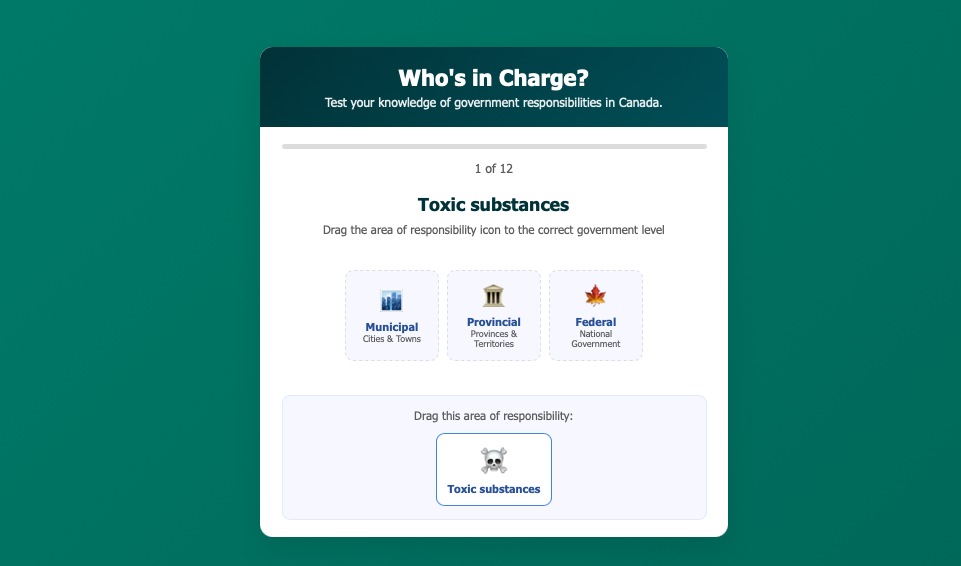 Who's in Charge?
Test your knowledge of government responsibilities in Canada.
1 of 12
Toxic substances
Drag the area of responsibility icon to the correct government level
Municipal
Cities & Towns
Provincial
Provinces &
Territories
Federal
National
Government
Drag this area of responsibility:
Toxic substances